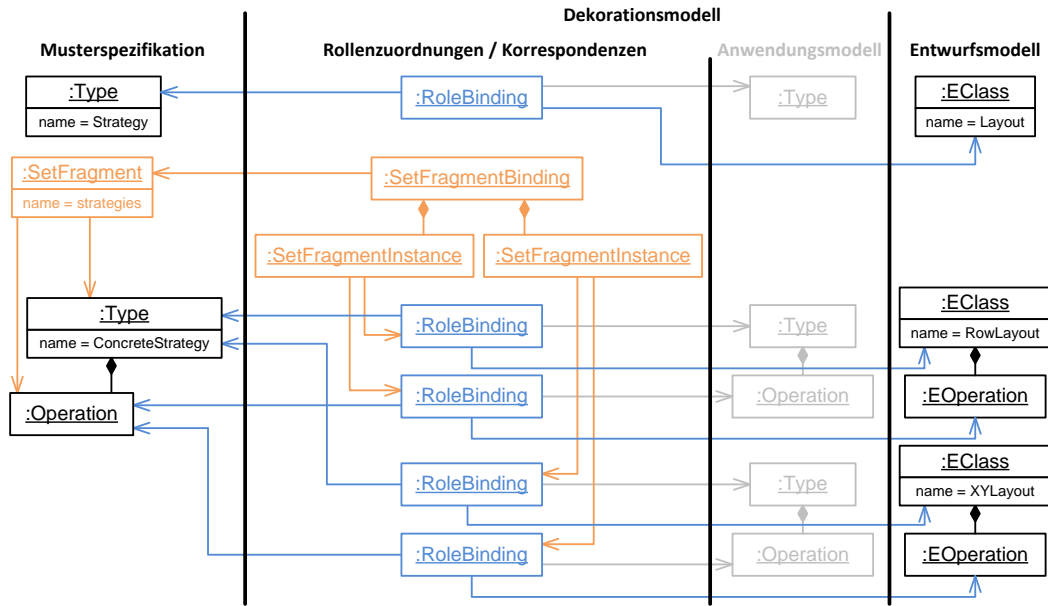 Dekorationsmodell
Musterspezifikation
Rollenzuordnungen / Korrespondenzen
Anwendungsmodell
Entwurfsmodell
:Type
name = Strategy
:RoleBinding
:Type
:EClass
name = Layout
:SetFragment
name = strategies
:SetFragmentBinding
:SetFragmentInstance
:SetFragmentInstance
:Type
name = ConcreteStrategy
:RoleBinding
:Type
:EClass
name = RowLayout
:Operation
:RoleBinding
:Operation
:EOperation
:RoleBinding
:Type
:EClass
name = XYLayout
:RoleBinding
:Operation
:EOperation